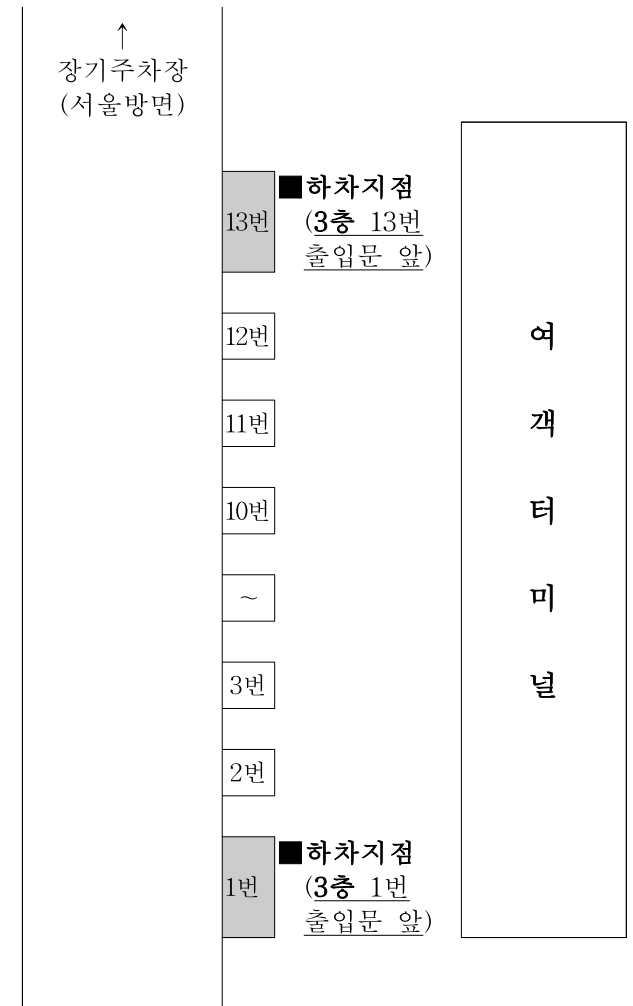 ↑
장기주차장
(서울방면)
13번
■하차지점
(3층 13번
출입문 앞)
12번
11번
10번
~
3번
2번
1번
■하차지점
(3층 1번
출입문 앞)
여
객
터
미
널